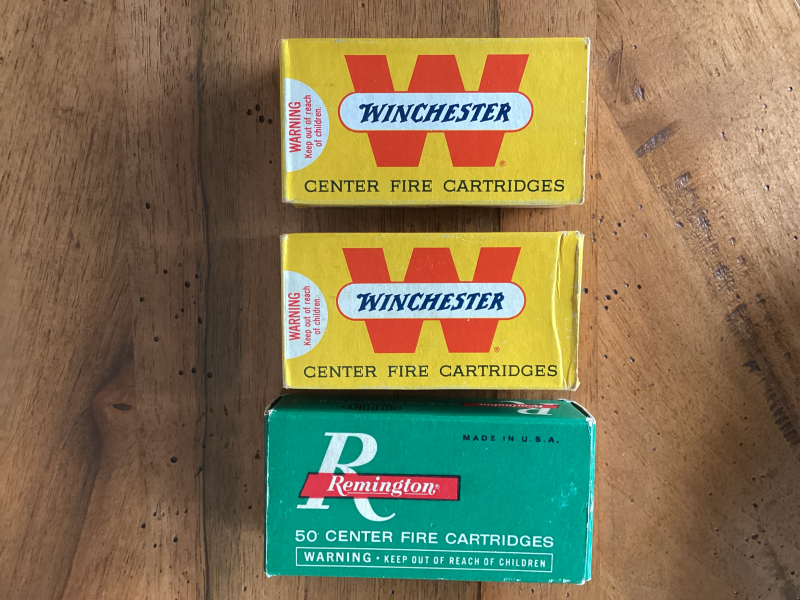 WARNING
Keep out of reach
of children.
WINCHESTER
®
CENTER FIRE CARTRIDGES
WARNING
Keep out of reach
of children.
WINCHESTER
®
CENTER FIRE CARTRIDGES
Remington
R
MADE IN U.S.A.
R
Remington®
50 CENTER FIRE CARTRIDGES
WARNING • KEEP OUT OF REACH OF CHILDREN